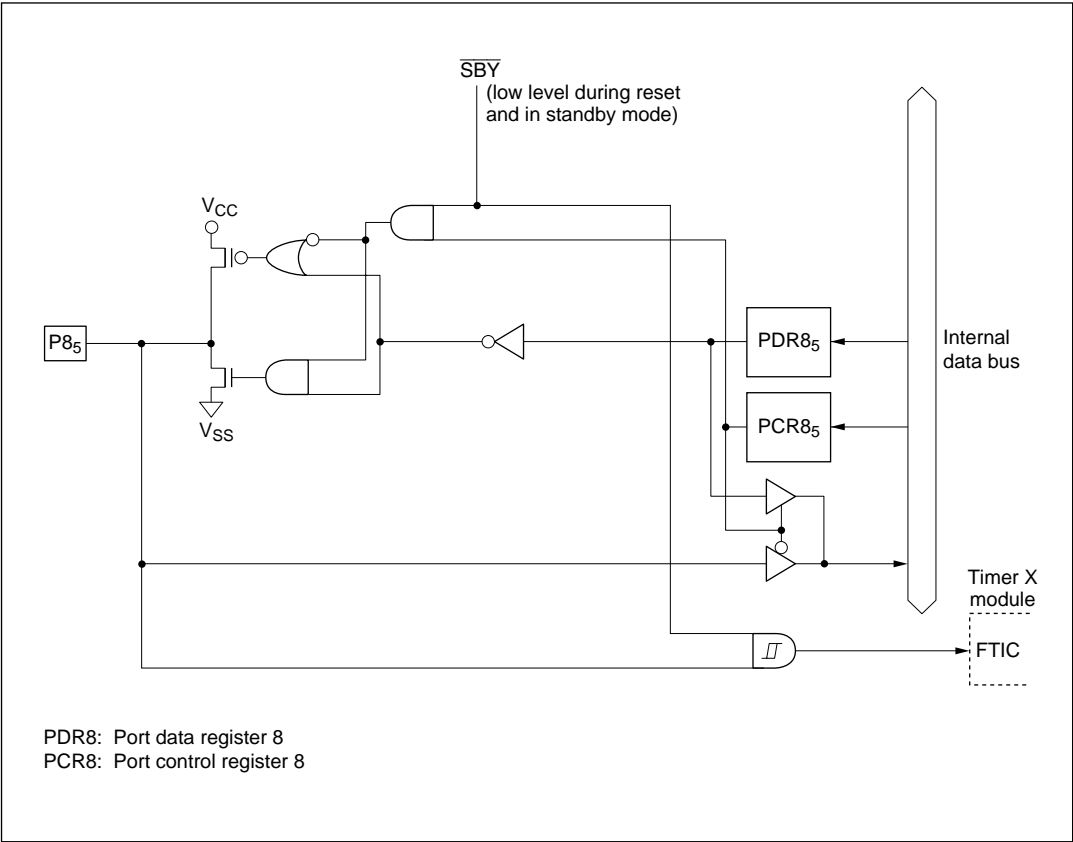 SBY
(low level during reset
and in standby mode)
VCC
P85
VSS
PDR85
PCR85
Internal
data bus
Timer X
module
FTIC
PDR8: Port data register 8
PCR8: Port control register 8